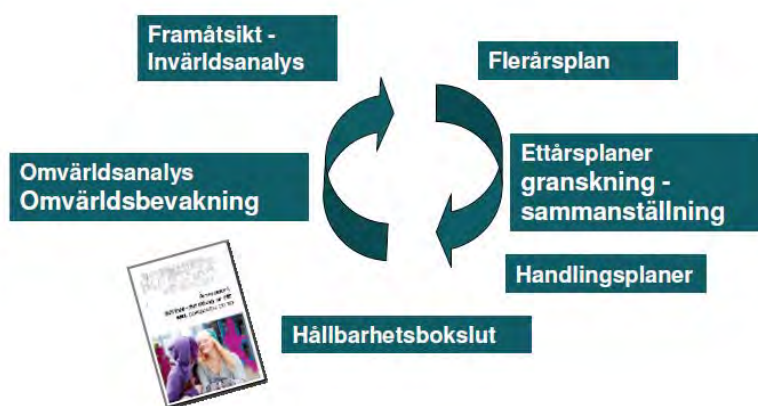 Framåtsikt -
Invärldsanalys
Flerårsplan
Omvärldsanalys
Omvärldsbevakning
Ettårsplaner
granskning -
sammanställning
Handlingsplaner
Hållbarhetsbokslut